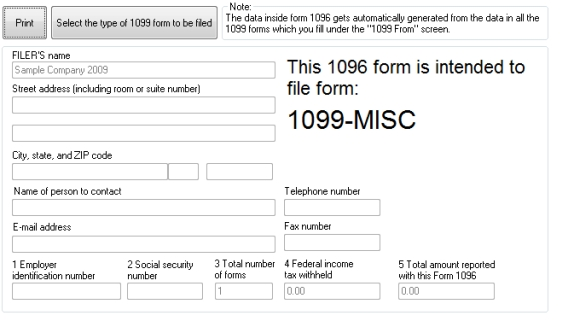 Print
Select the type of 1099 form to be filed
Note:
The data inside form 1096 gets automatically generated from the data in all the
1099 forms which you fill under the "1099 From" screen.
FILER'S name
Sample Company 2009
Street address (including room or suite number)
City, state, and ZIP code
This 1096 form is intended to
file form:
1099-MISC
Name of person to contact
Telephone number
E-mail address
Fax number
1 Employer
identification number
2 Social security
number
3 Total number
of forms
4 Federal income
tax withheld
5 Total amount reported
with this Form 1096
1
0.00
0.00